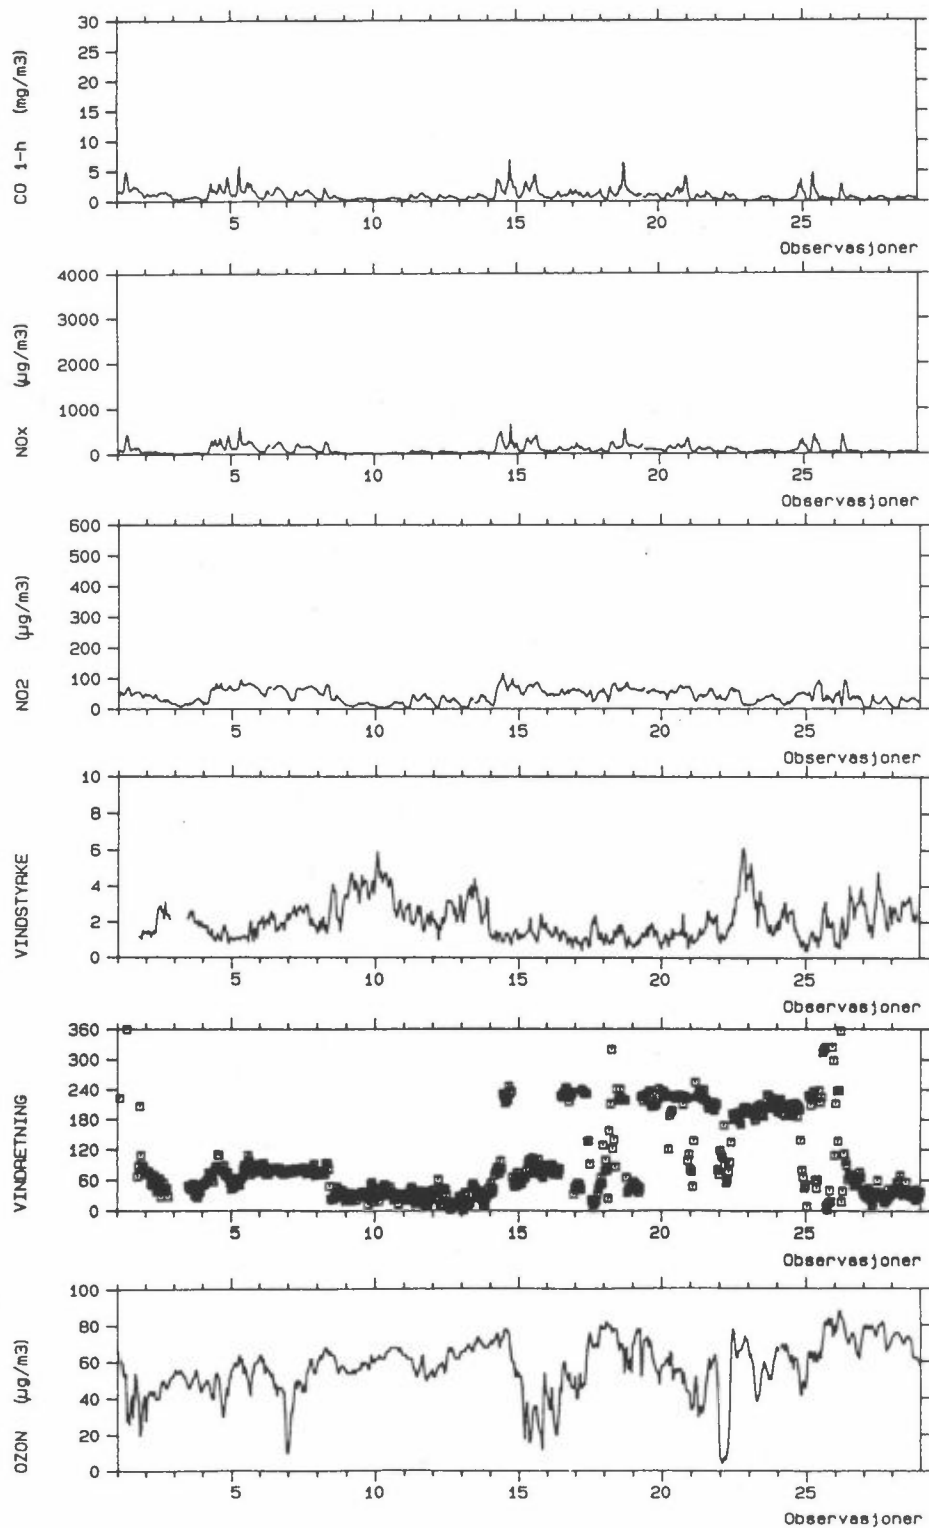 CO 1-h (mg/m3)
30
25
20
15
10
5
0
5 10 15 20 25
Observasjoner
NOx (µg/m3)
4000
3000
2000
1000
0
5 10 15 20 25
Observasjoner
NO2 (µg/m3)
600
500
400
300
200
100
0
5 10 15 20 25
Observasjoner
VINDSTYRKE
10
8
6
4
2
0
5 10 15 20 25
Observasjoner
VINDRETNING
360
300
240
180
120
60
0
5 10 15 20 25
Observasjoner
OZON (µg/m3)
100
80
60
40
20
0
5 10 15 20 25
Observasjoner